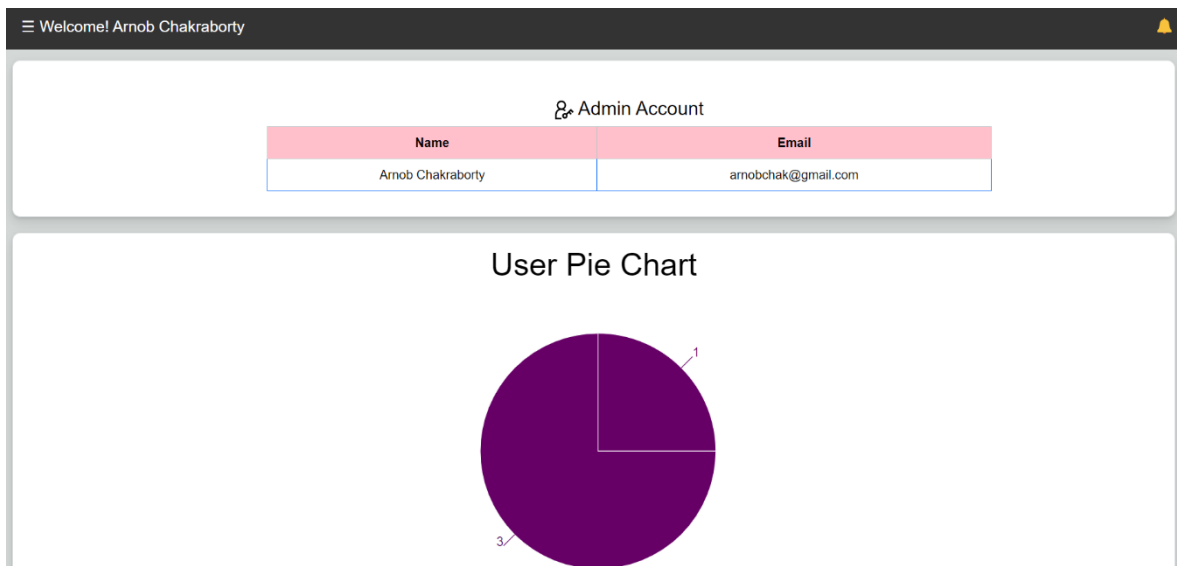 ☰ Welcome! Arnob Chakraborty
Admin Account
Name Email
Arnob Chakraborty arnobchak@gmail.com
User Pie Chart
1
3